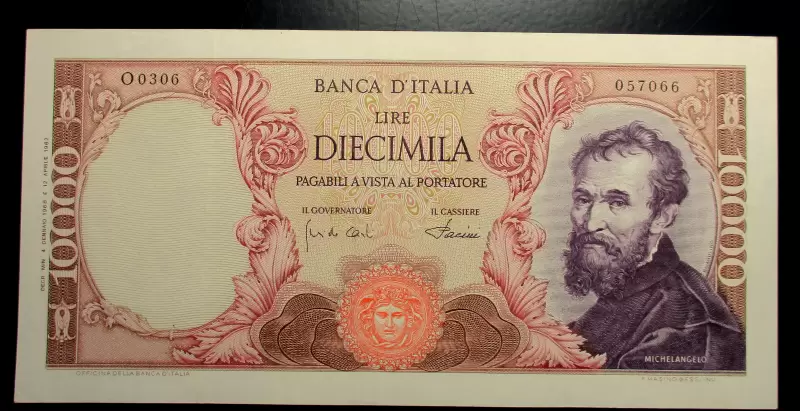 O0306
057066
BANCA D'ITALIA
LIRE
DIECIMILA
PAGABILI A VISTA AL PORTATORE
IL GOVERNATORE
IL CASSIERE
10000
10000
MICHELANGELO
OFFICINA DELLA BANCA D'ITALIA